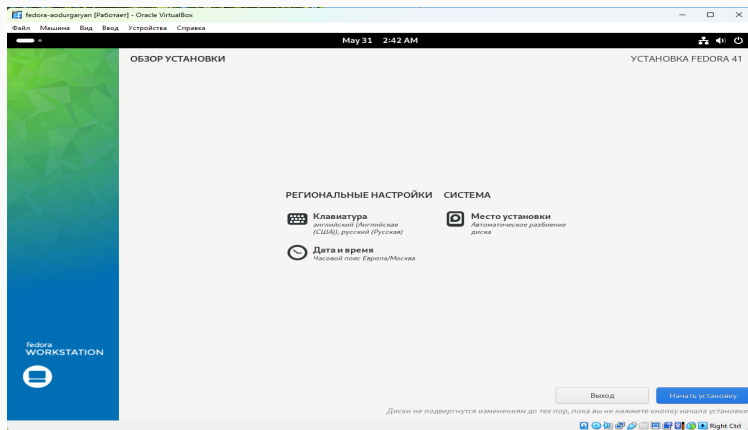 fedora-aodurgaryan [Работает] - Oracle VirtualBox
Файл Машина Вид Ввод Устройства Справка
May 31 2:42 AM
ОБЗОР УСТАНОВКИ
УСТАНОВКА FEDORA 41
РЕГИОНАЛЬНЫЕ НАСТРОЙКИ
СИСТЕМА
Клавиатура
английский (Английская
(США)), русский (Русская)
Место установки
Автоматическое разбиение
диска
Дата и время
Часовой пояс Европа/Москва
fedora
WORKSTATION
Выход
Начать установку
Диски не подвергнутся изменениям до тех пор, пока вы не нажмете кнопку начала установки
Right Ctrl